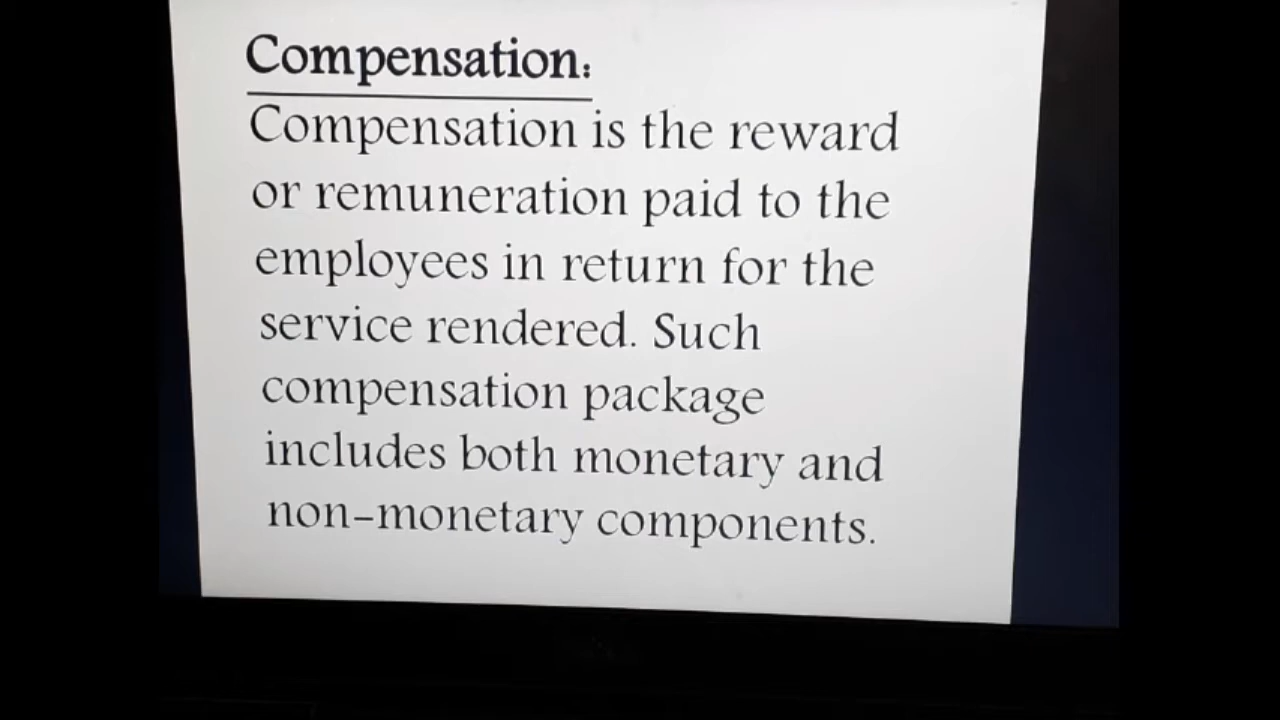 Compensation:
Compensation is the reward
or remuneration paid to the
employees in return for the
service rendered. Such
compensation package
includes both monetary and
non-monetary components.